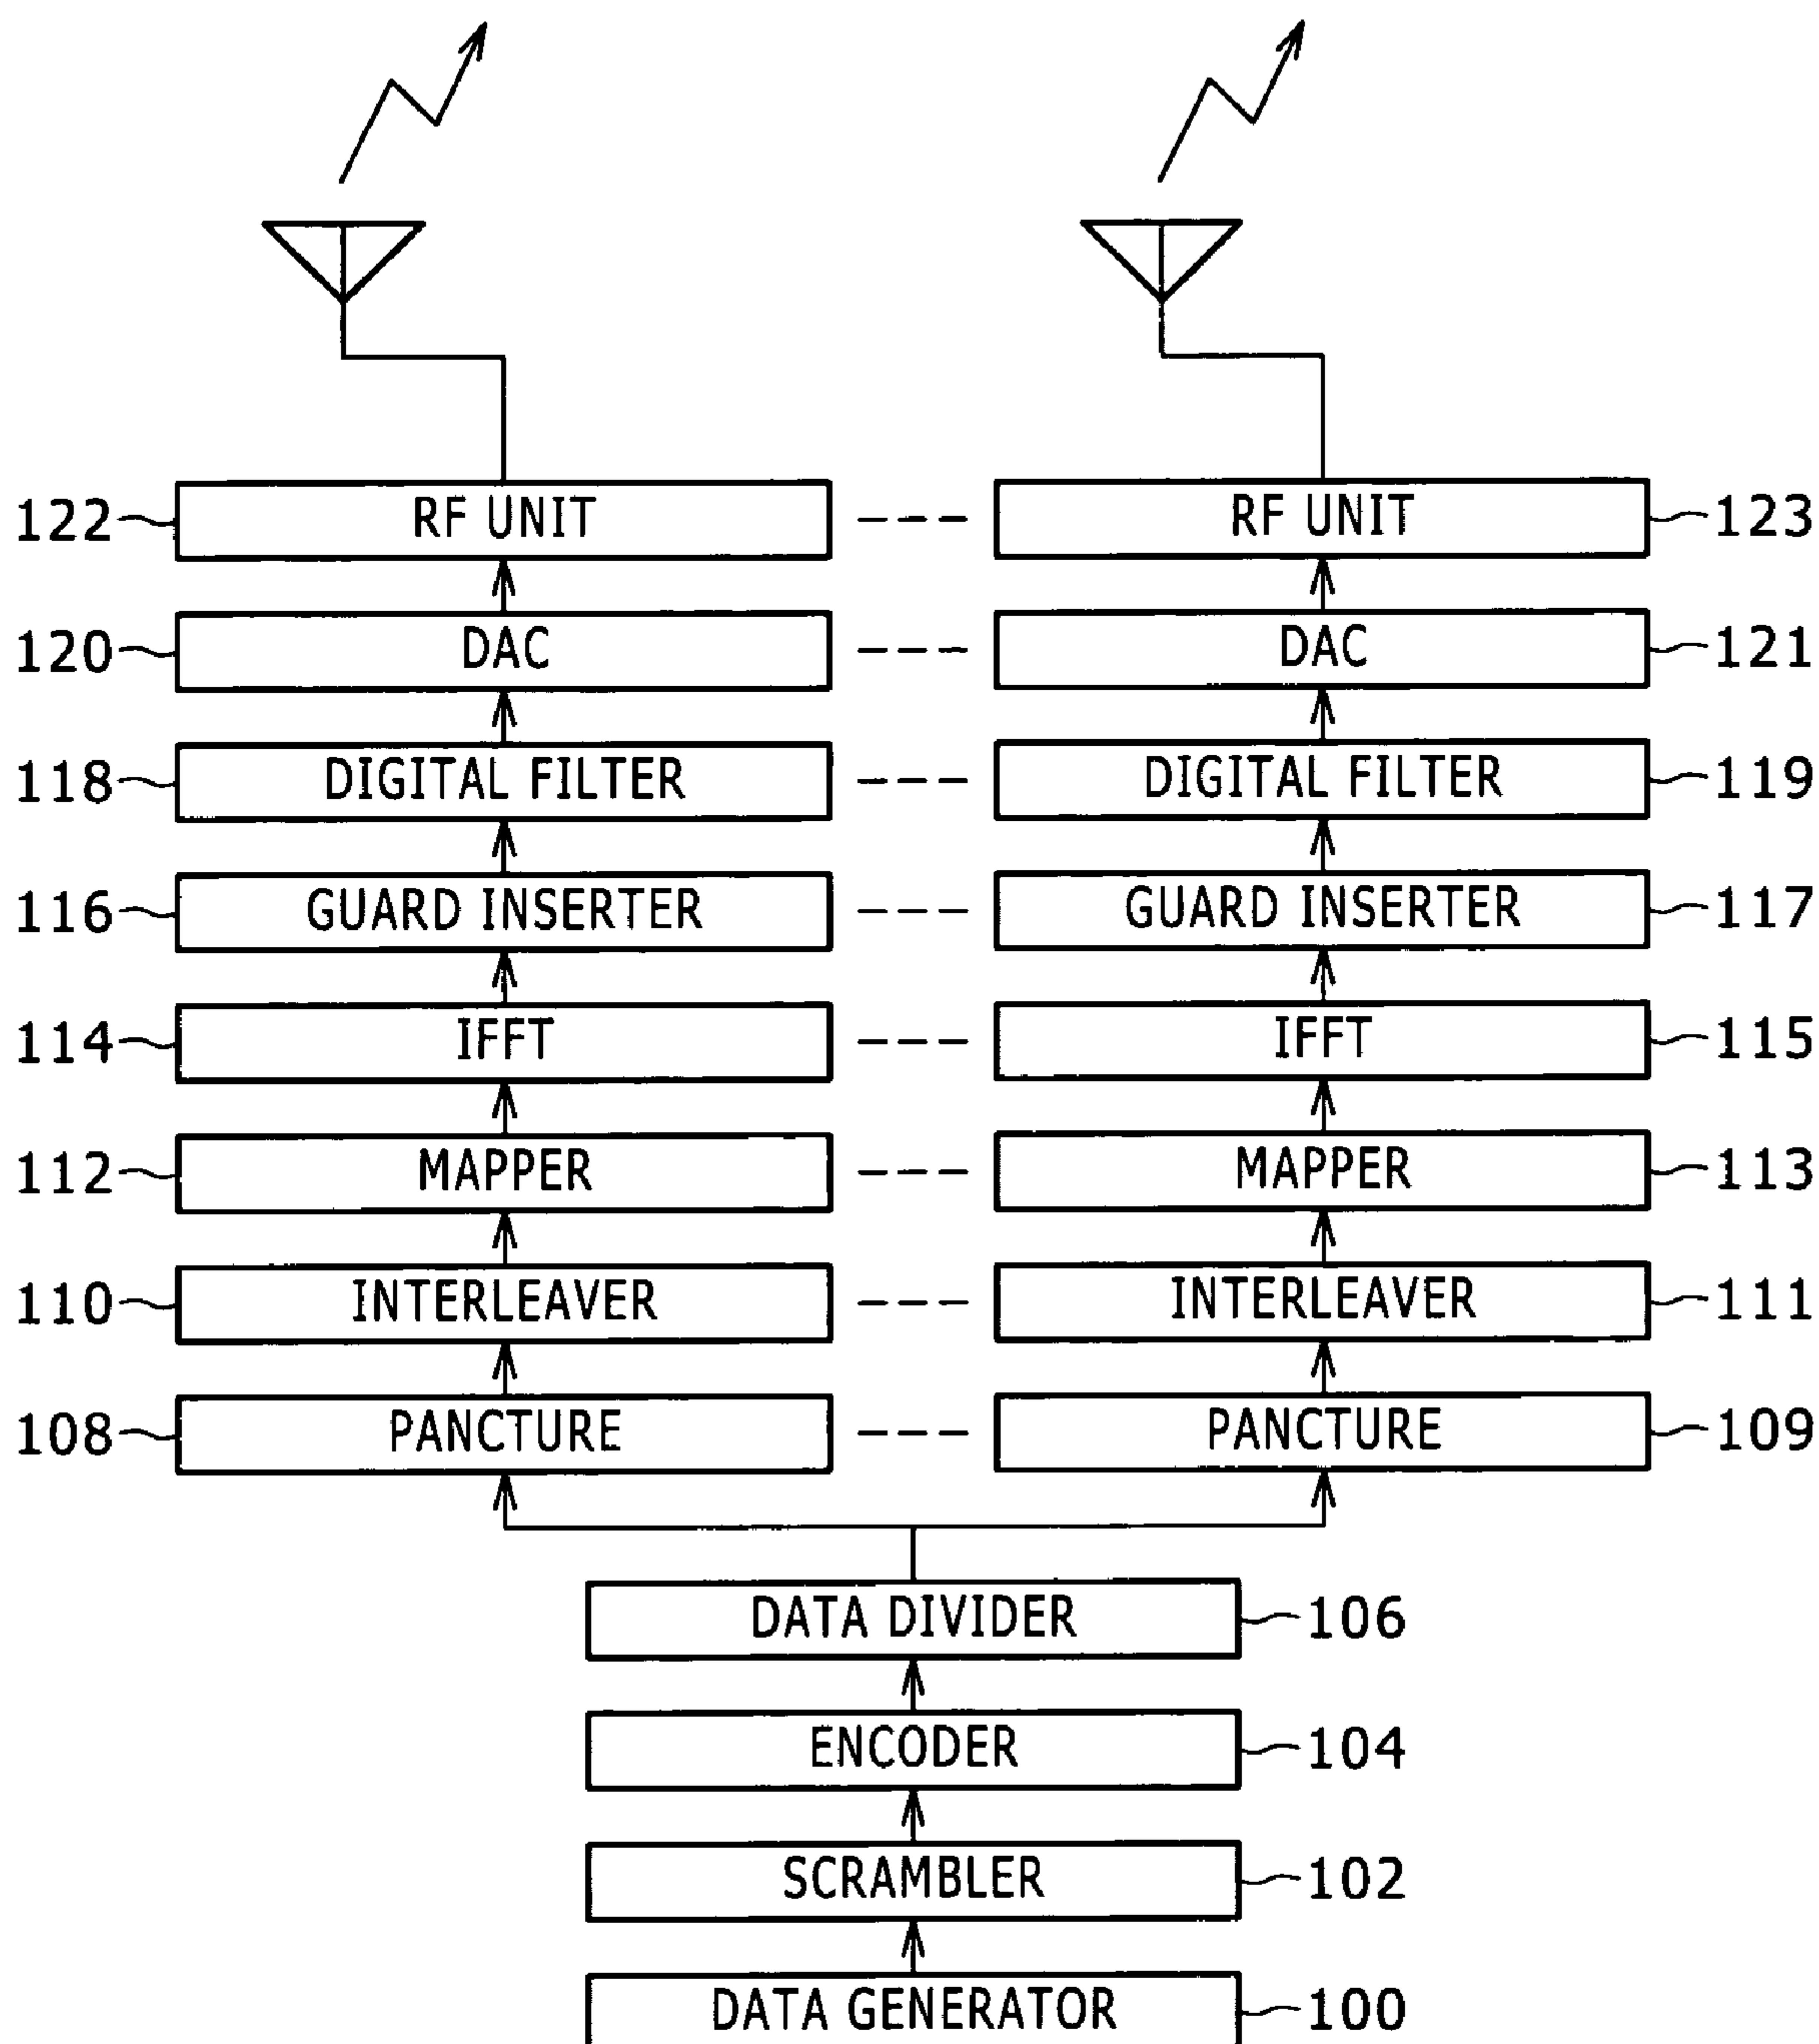 122 RF UNIT --- RF UNIT 123
120 DAC --- DAC 121
118 DIGITAL FILTER --- DIGITAL FILTER 119
116 GUARD INSERTER --- GUARD INSERTER 117
114 IFFT --- IFFT 115
112 MAPPER --- MAPPER 113
110 INTERLEAVER --- INTERLEAVER 111
108 PANCTURE --- PANCTURE 109
DATA DIVIDER 106
ENCODER 104
SCRAMBLER 102
DATA GENERATOR 100